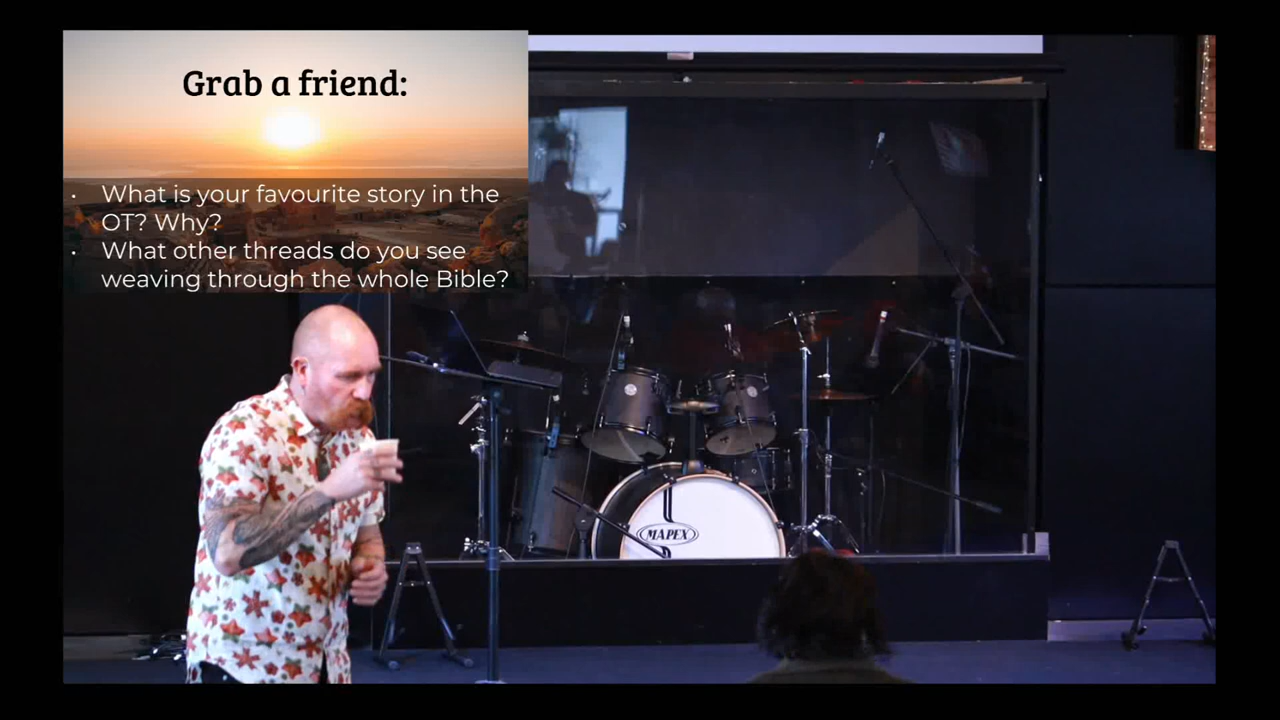 Grab a friend:
• What is your favourite story in the
OT? Why?
• What other threads do you see
weaving through the whole Bible?
MAPEX